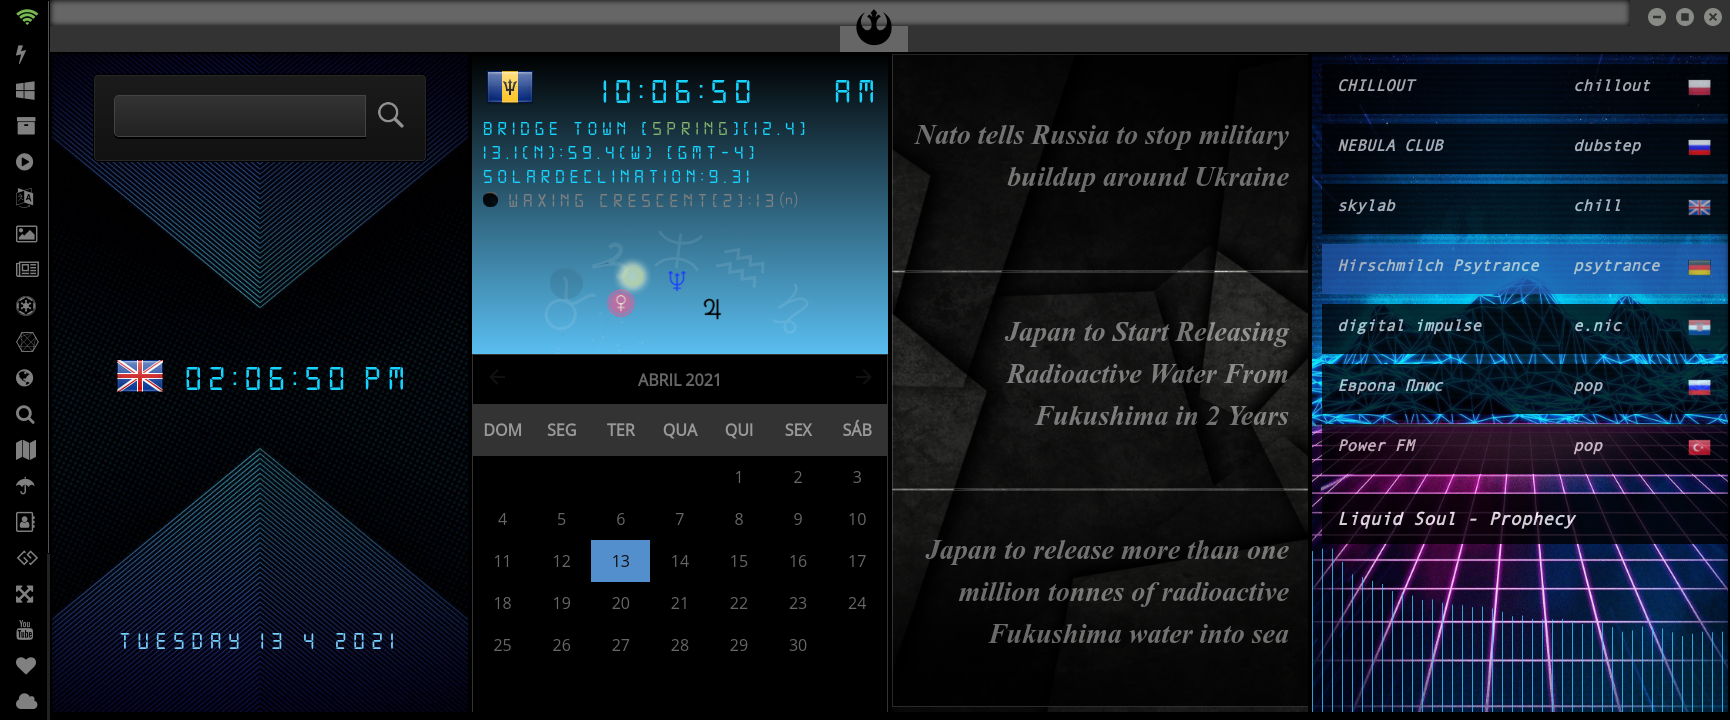 02:06:50 PM
TUESDAY 13 4 2021
10:06:50 AM
BRIDGE TOWN [SPRING][12.4]
13.1(N):59.4(W) [GMT-4]
SOLARDECLINATION:9.31
WAXING CRESCENT[2]:13(n)
ABRIL 2021
DOM SEG TER QUA QUI SEX SÁB
1 2 3
4 5 6 7 8 9 10
11 12 13 14 15 16 17
18 19 20 21 22 23 24
25 26 27 28 29 30
Nato tells Russia to stop military
buildup around Ukraine
Japan to Start Releasing
Radioactive Water From
Fukushima in 2 Years
Japan to release more than one
million tonnes of radioactive
Fukushima water into sea
CHILLOUT chillout
NEBULA CLUB dubstep
skylab chill
Hirschmilch Psytrance psytrance
digital impulse e.nic
Европа Плюс pop
Power FM pop
Liquid Soul - Prophecy
You
Tube